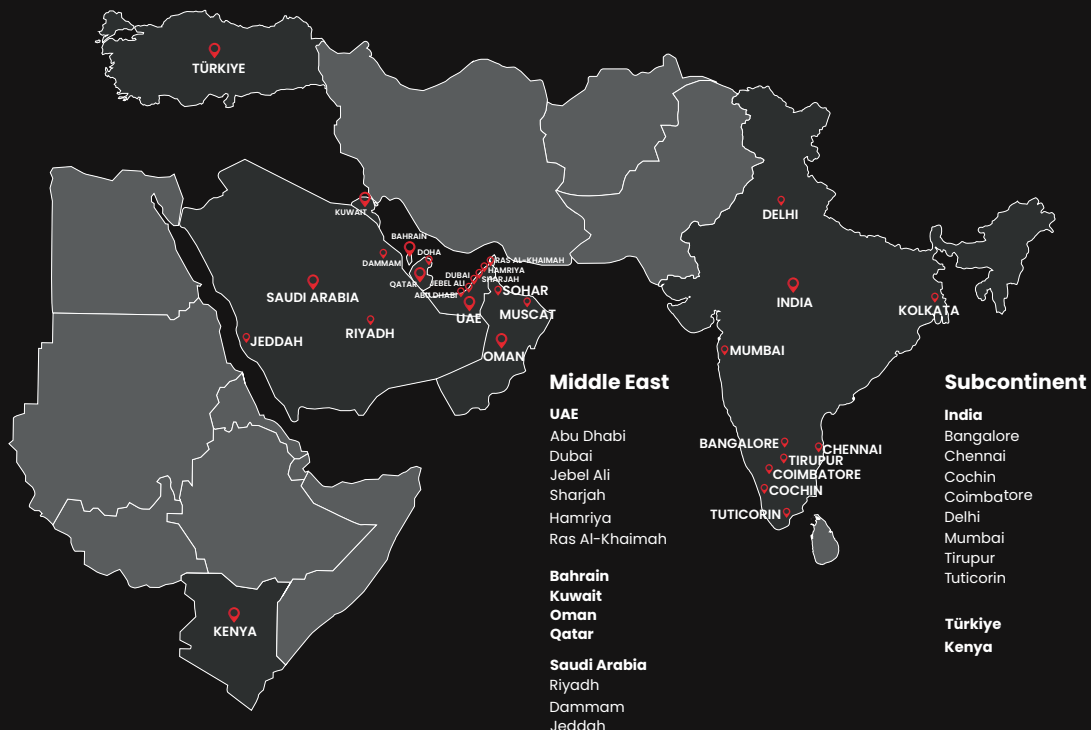 TÜRKIYE
KUWAIT
BAHRAIN
DOHA
DAMMAM
QATAR
RAS AL-KHAIMAH
HAMRIYA
DUBAI
SHARJAH
JEBEL ALI
ABU DHABI
UAE
SOHAR
MUSCAT
OMAN
SAUDI ARABIA
RIYADH
JEDDAH
KENYA
DELHI
INDIA
KOLKATA
MUMBAI
BANGALORE
CHENNAI
TIRUPUR
COIMBATORE
COCHIN
TUTICORIN
Middle East
UAE
Abu Dhabi
Dubai
Jebel Ali
Sharjah
Hamriya
Ras Al-Khaimah
Bahrain
Kuwait
Oman
Qatar
Saudi Arabia
Riyadh
Dammam
Jeddah
Subcontinent
India
Bangalore
Chennai
Cochin
Coimbatore
Delhi
Mumbai
Tirupur
Tuticorin
Türkiye
Kenya